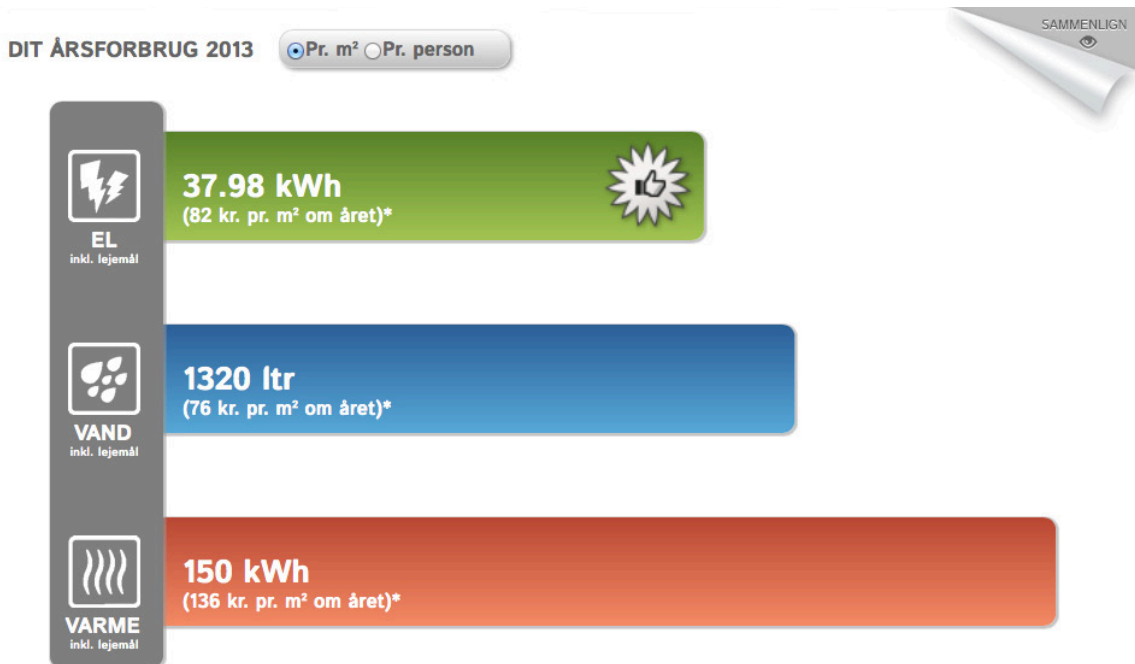 SAMMENLIGN
DIT ÅRSFORBRUG 2013
Pr. m² Pr. person
EL
inkl. lejemål
37.98 kWh
(82 kr. pr. m² om året)*
VAND
inkl. lejemål
1320 ltr
(76 kr. pr. m² om året)*
VARME
inkl. lejemål
150 kWh
(136 kr. pr. m² om året)*